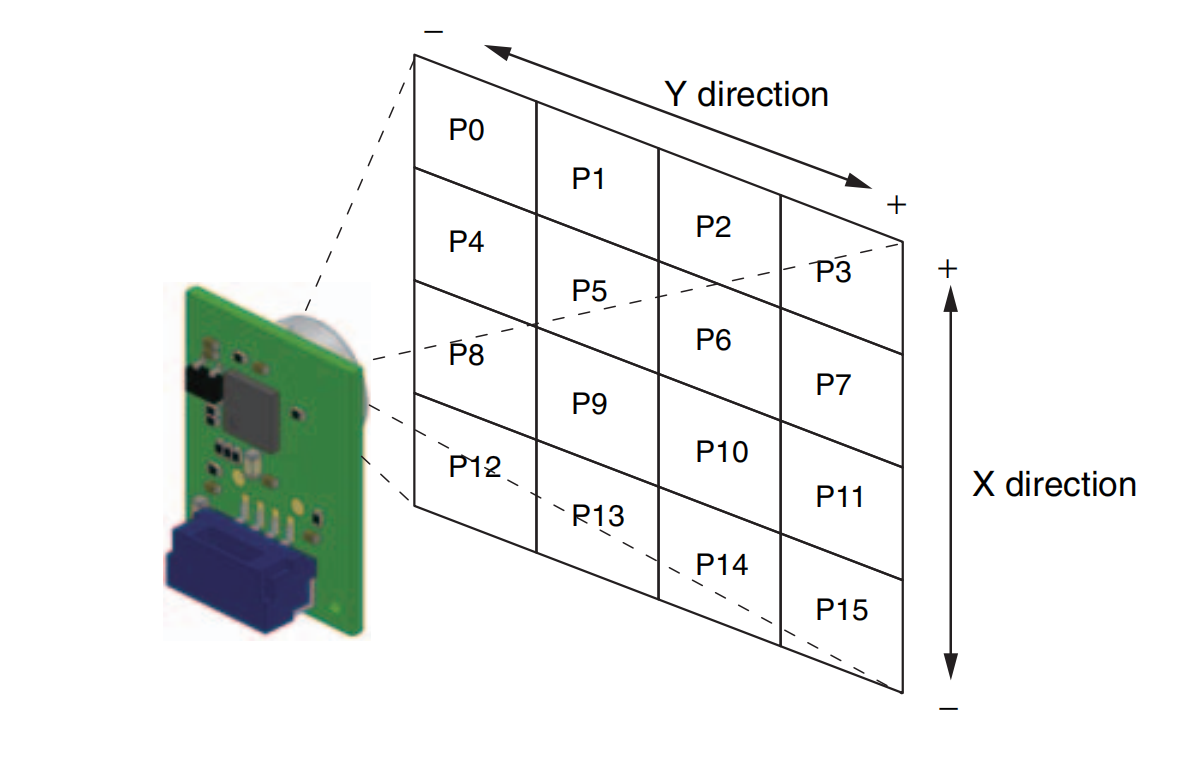 −
Y direction
+
P0
P1
P2
P3
+
P4
P5
P6
P7
P8
P9
P10
P11
X direction
P12
P13
P14
P15
−